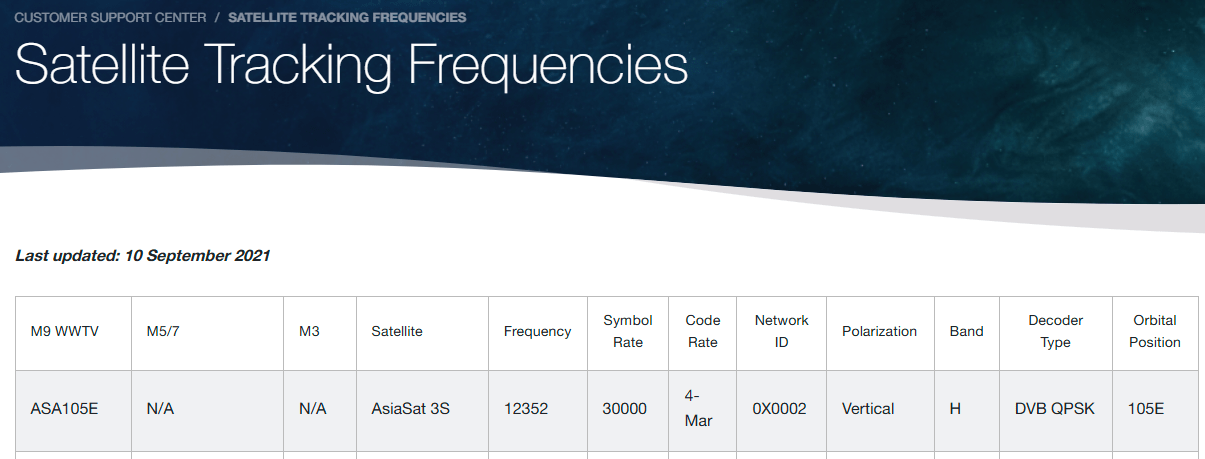 CUSTOMER SUPPORT CENTER / SATELLITE TRACKING FREQUENCIES
Satellite Tracking Frequencies
Last updated: 10 September 2021
M9 WWTV M5/7 M3 Satellite Frequency Symbol Rate Code Rate Network ID Polarization Band Decoder Type Orbital Position
ASA105E N/A N/A AsiaSat 3S 12352 30000 4-Mar 0X0002 Vertical H DVB QPSK 105E